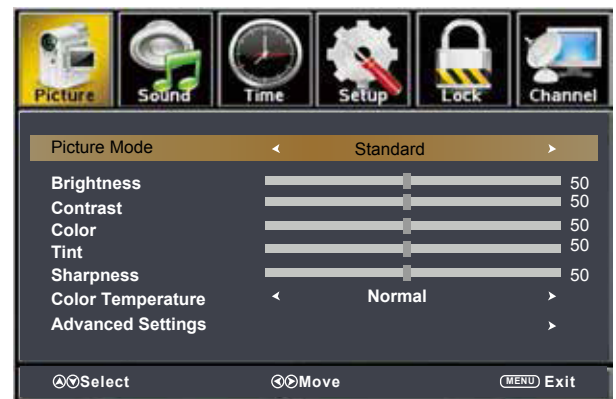 Picture Sound Time Setup Lock Channel
Picture Mode Standard
Brightness 50
Contrast 50
Color 50
Tint 50
Sharpness 50
Color Temperature Normal
Advanced Settings
Select Move MENU Exit